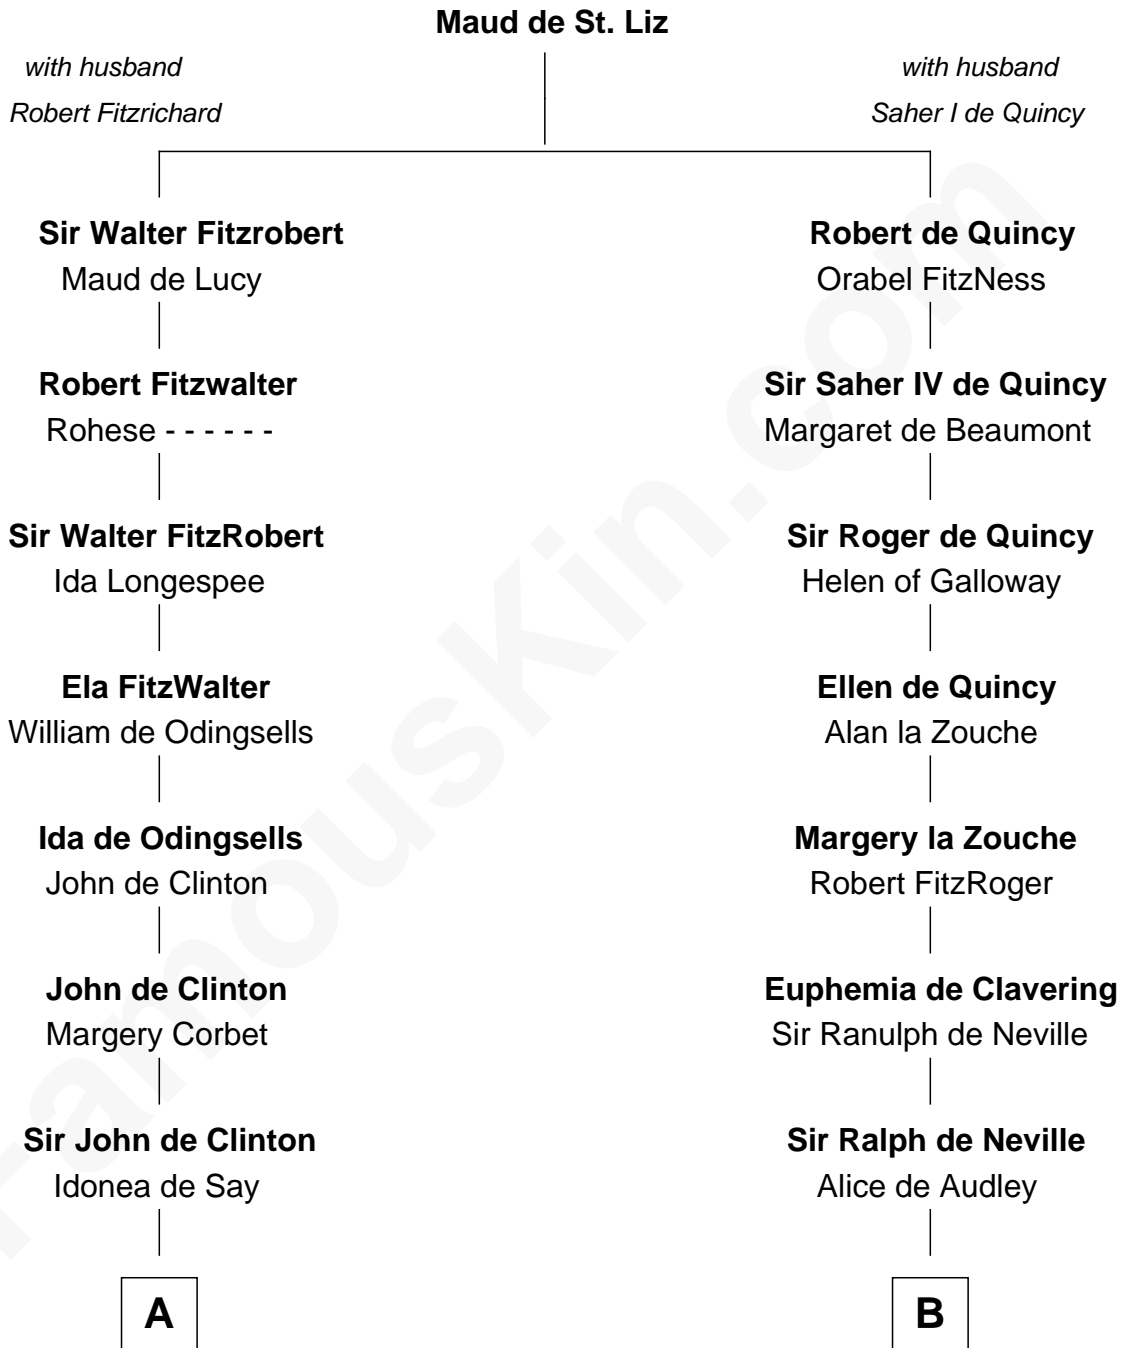 Maud de St. Liz
with husband
Robert Fitzrichard
with husband
Saher I de Quincy
Sir Walter Fitzrobert
Maud de Lucy
Robert de Quincy
Orabel FitzNess
Robert Fitzwalter
Rohese - - - - - -
Sir Saher IV de Quincy
Margaret de Beaumont
Sir Walter FitzRobert
Ida Longespee
Sir Roger de Quincy
Helen of Galloway
Ela FitzWalter
William de Odingsells
Ellen de Quincy
Alan la Zouche
Ida de Odingsells
John de Clinton
Margery la Zouche
Robert FitzRoger
John de Clinton
Margery Corbet
Euphemia de Clavering
Sir Ranulph de Neville
Sir John de Clinton
Idonea de Say
Sir Ralph de Neville
Alice de Audley
A
B
FamousKin.com